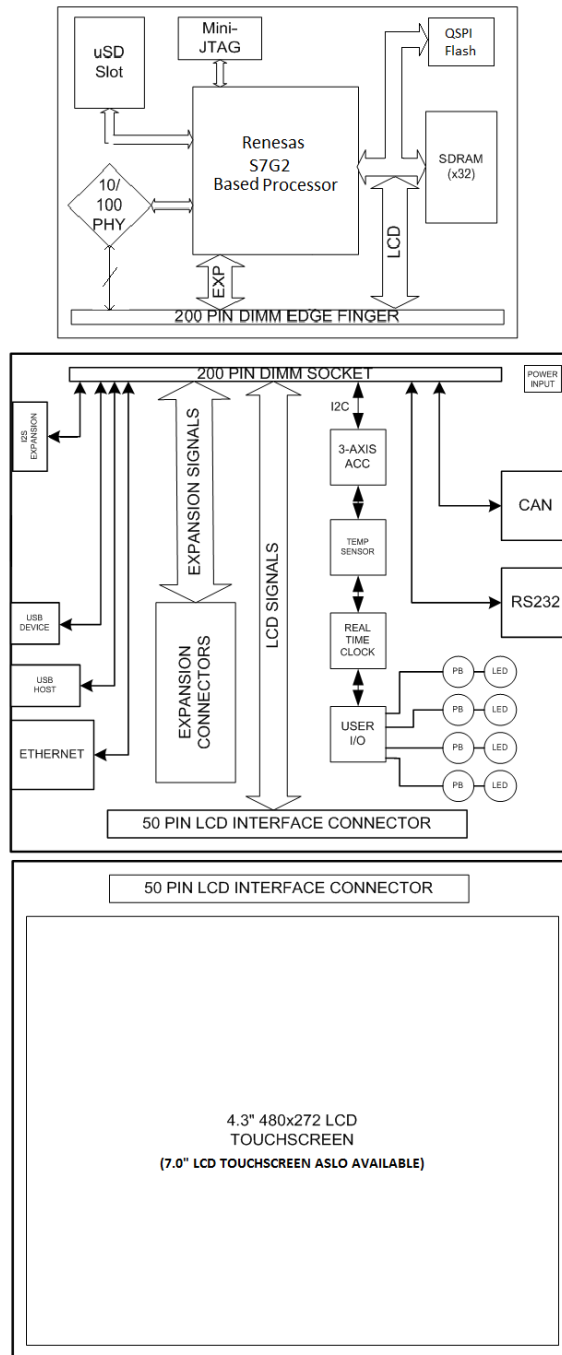 uSD
Slot
Mini-
JTAG
QSPI
Flash
Renesas
S7G2
Based Processor
SDRAM
(x32)
10/
100
PHY
EXP
LCD
200 PIN DIMM EDGE FINGER
200 PIN DIMM SOCKET
POWER
INPUT
I2S
EXPANSION
EXPANSION SIGNALS
LCD SIGNALS
I2C
3-AXIS
ACC
CAN
TEMP
SENSOR
RS232
USB
DEVICE
EXPANSION
CONNECTORS
REAL
TIME
CLOCK
USB
HOST
PB
LED
USER
I/O
PB
LED
ETHERNET
PB
LED
PB
LED
50 PIN LCD INTERFACE CONNECTOR
50 PIN LCD INTERFACE CONNECTOR
4.3" 480x272 LCD
TOUCHSCREEN
(7.0" LCD TOUCHSCREEN ASLO AVAILABLE)